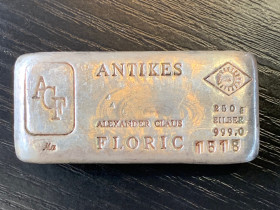 ANTIKES
ACF
250 g
SILBER
ALEXANDER CLAUS
999.0
FLORIC
1518